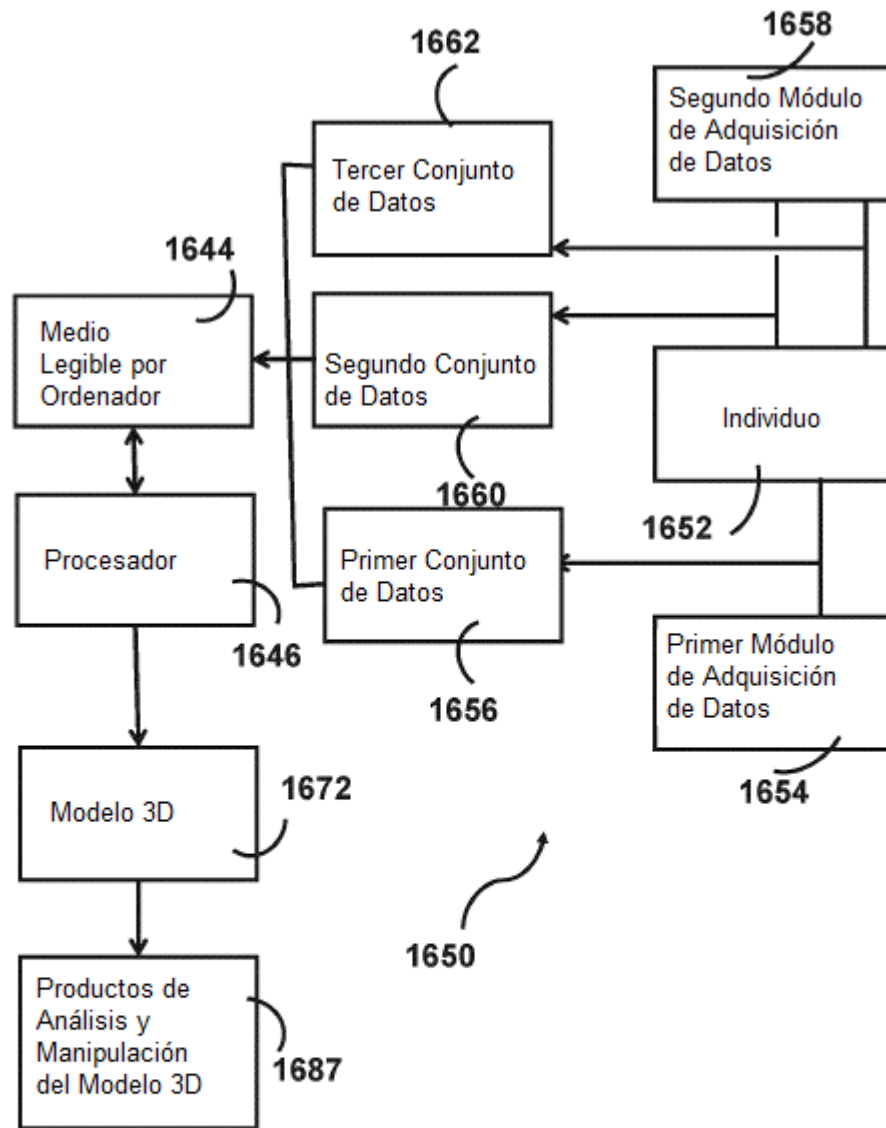 1658
1662
Segundo Módulo
de Adquisición
de Datos
Tercer Conjunto
de Datos
1644
Medio
Legible por
Ordenador
Segundo Conjunto
de Datos
Individuo
1660
1652
Procesador
Primer Conjunto
de Datos
1646
Primer Módulo
de Adquisición
de Datos
1656
1654
1672
Modelo 3D
1650
Productos de
Análisis y
Manipulación
del Modelo 3D
1687